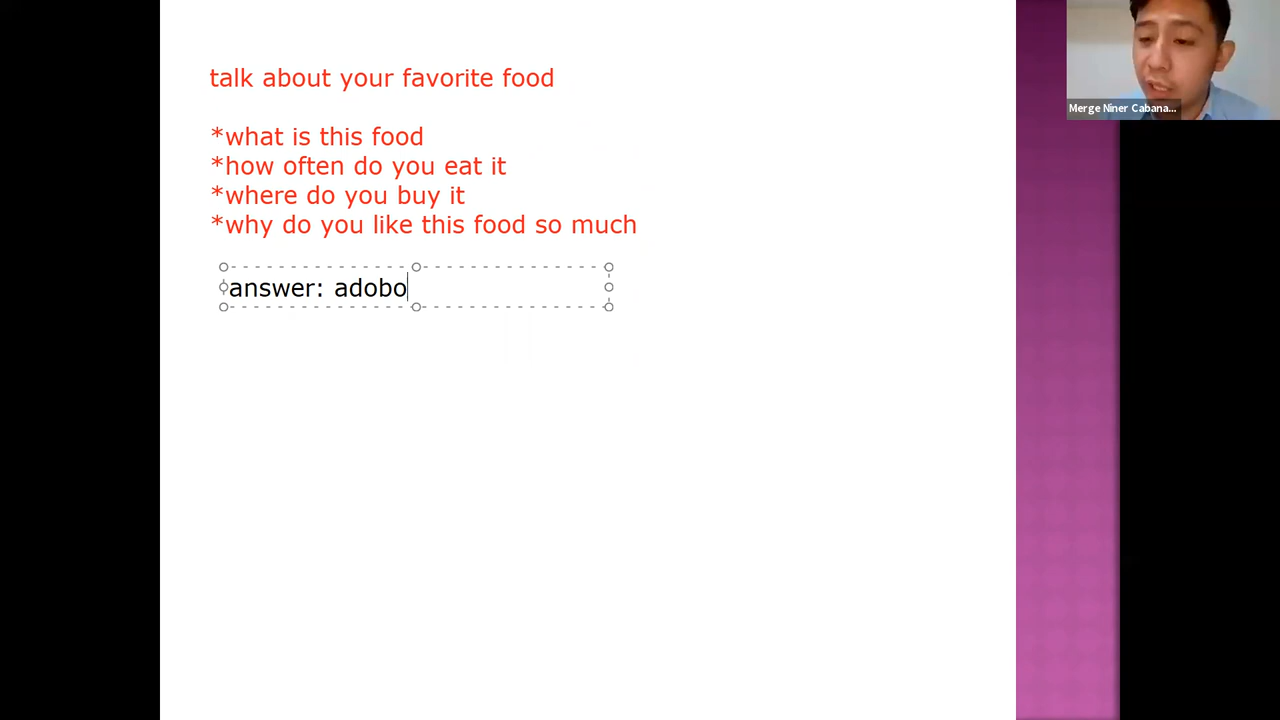 talk about your favorite food
*what is this food
*how often do you eat it
*where do you buy it
*why do you like this food so much
answer: adobo
Merge Niner Cabana...